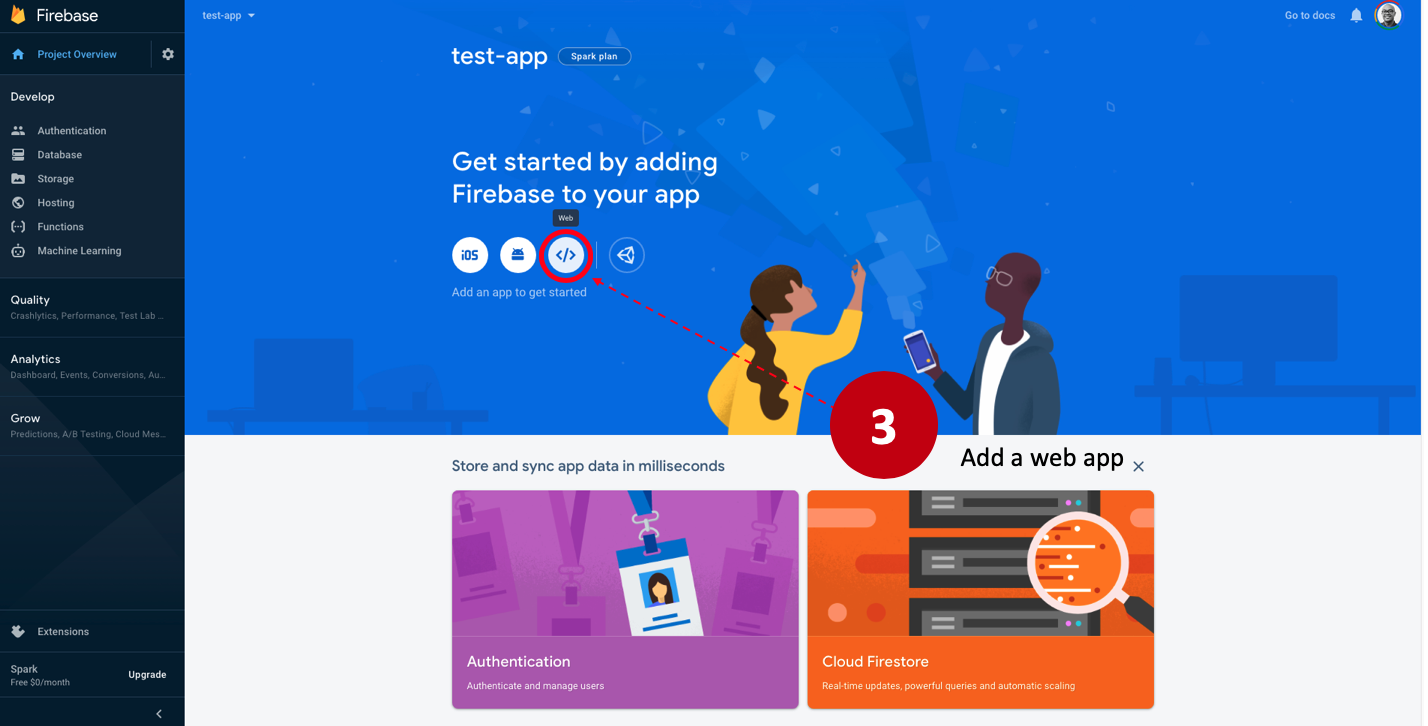 Firebase
test-app
Go to docs
Project Overview
test-app
Spark plan
Develop
Authentication
Database
Storage
Hosting
Functions
Machine Learning
Get started by adding
Firebase to your app
Web
iOS
</>
Add an app to get started
Quality
Crashlytics, Performance, Test Lab ...
Analytics
Dashboard, Events, Conversions, Au...
Grow
Predictions, A/B Testing, Cloud Mes...
3
Add a web app
Store and sync app data in milliseconds
Authentication
Authenticate and manage users
Cloud Firestore
Real-time updates, powerful queries and automatic scaling
Extensions
Spark
Free $0/month
Upgrade